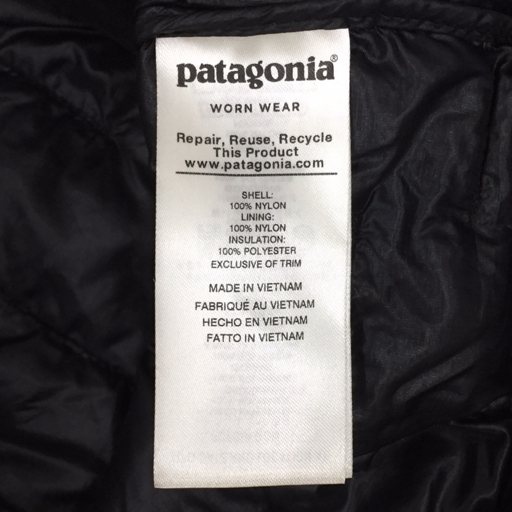 patagonia®
WORN WEAR
Repair, Reuse, Recycle
This Product
www.patagonia.com
SHELL:
100% NYLON
LINING:
100% NYLON
INSULATION:
100% POLYESTER
EXCLUSIVE OF TRIM
MADE IN VIETNAM
FABRIQUÉ AU VIETNAM
HECHO EN VIETNAM
FATTO IN VIETNAM